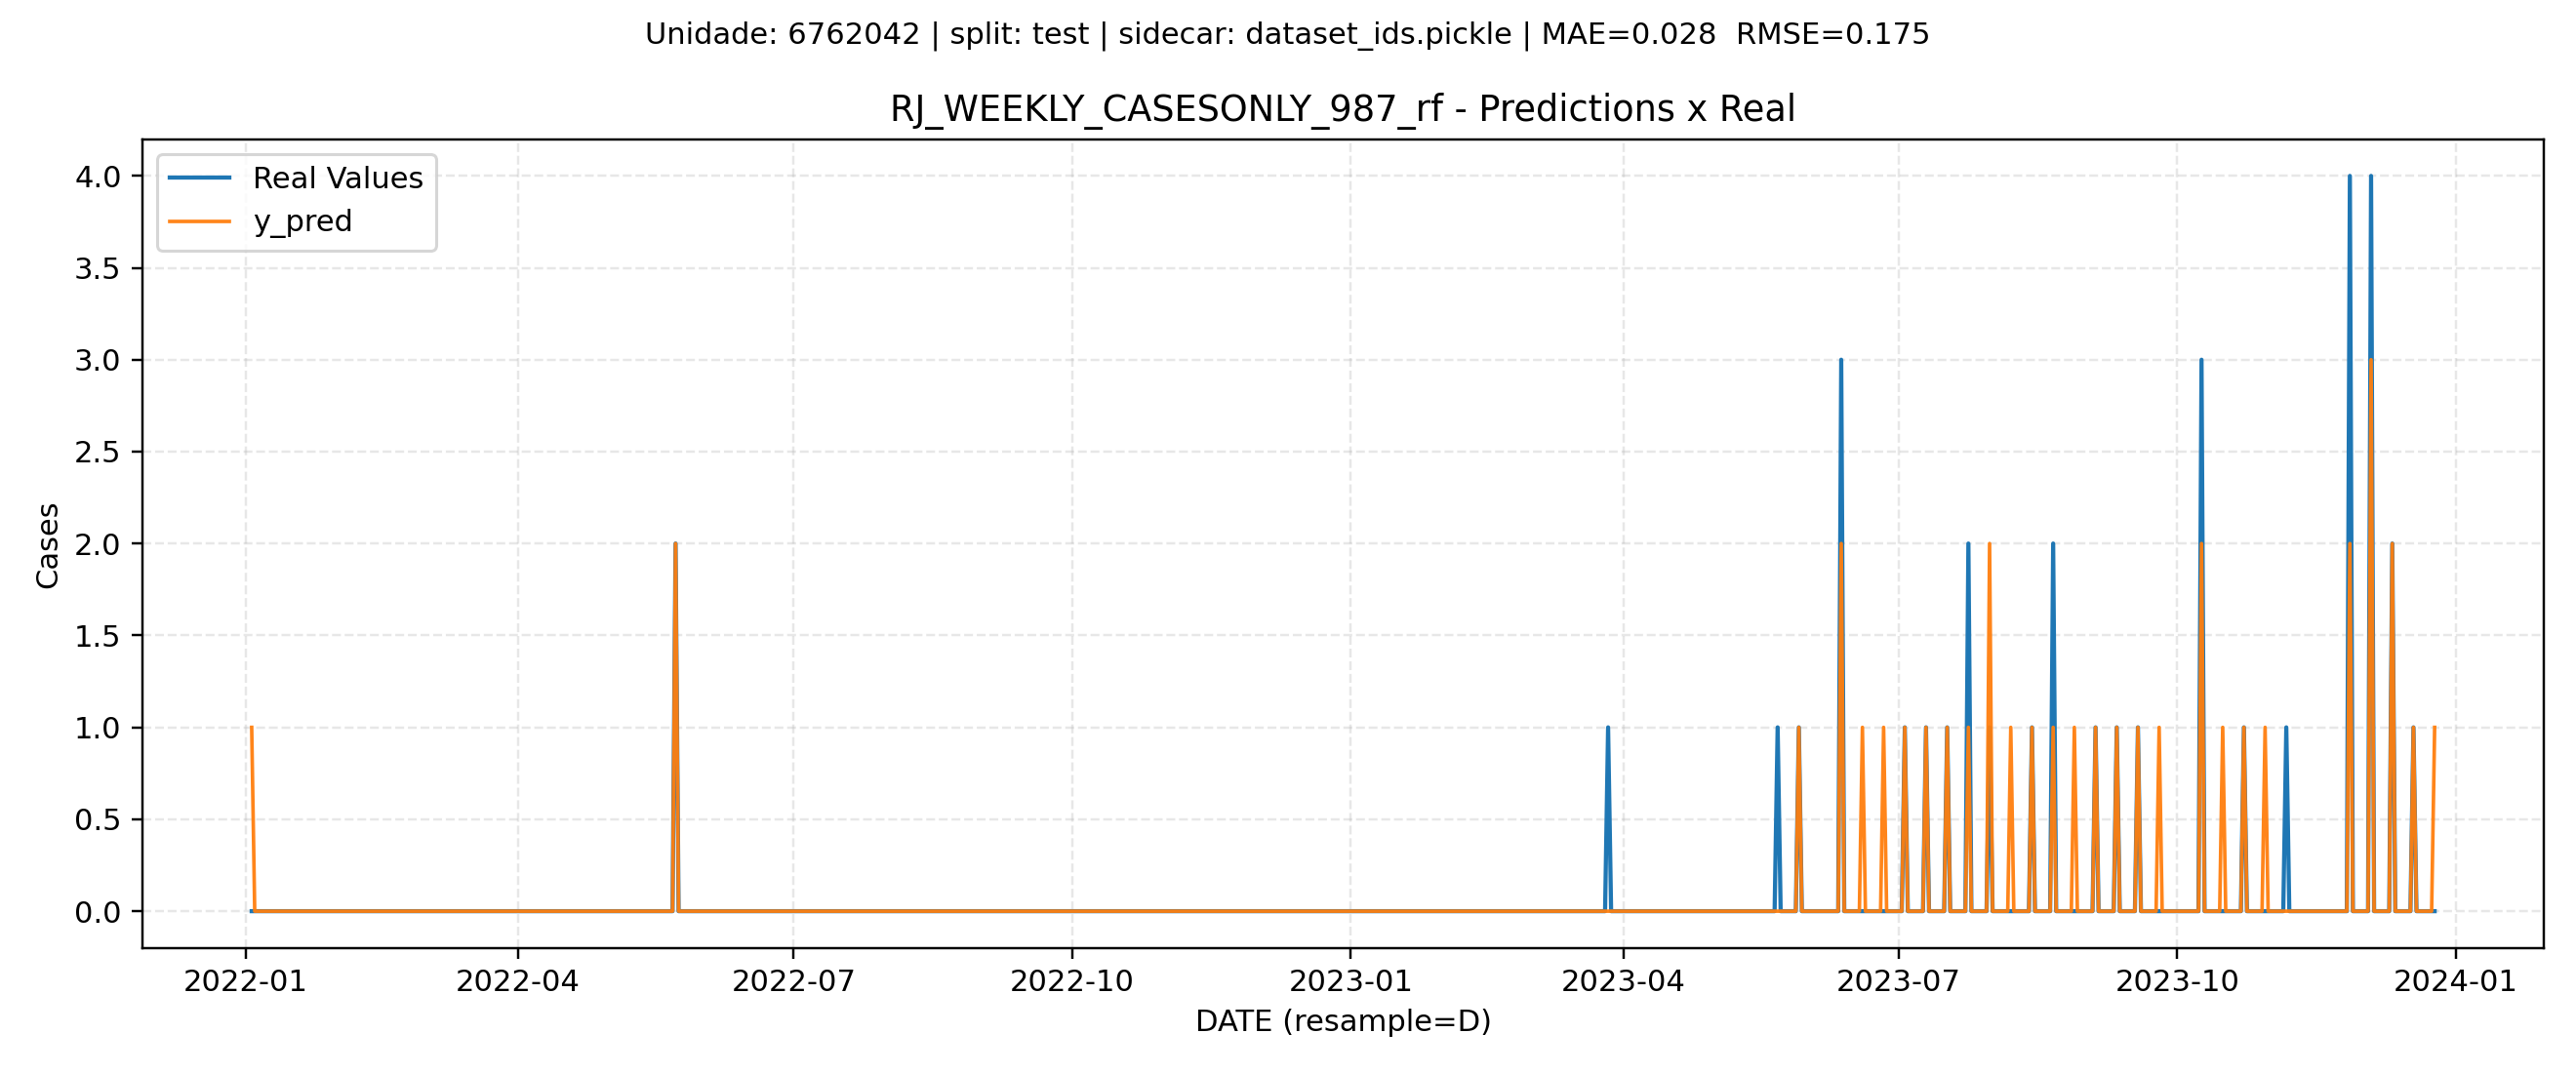 Unidade: 6762042 | split: test | sidecar: dataset_ids.pickle | MAE=0.028  RMSE=0.175
RJ_WEEKLY_CASESONLY_987_rf - Predictions x Real
Real Values
y_pred
4.0
3.5
3.0
2.5
2.0
1.5
1.0
0.5
0.0
Cases
2022-01 2022-04 2022-07 2022-10 2023-01 2023-04 2023-07 2023-10 2024-01
DATE (resample=D)